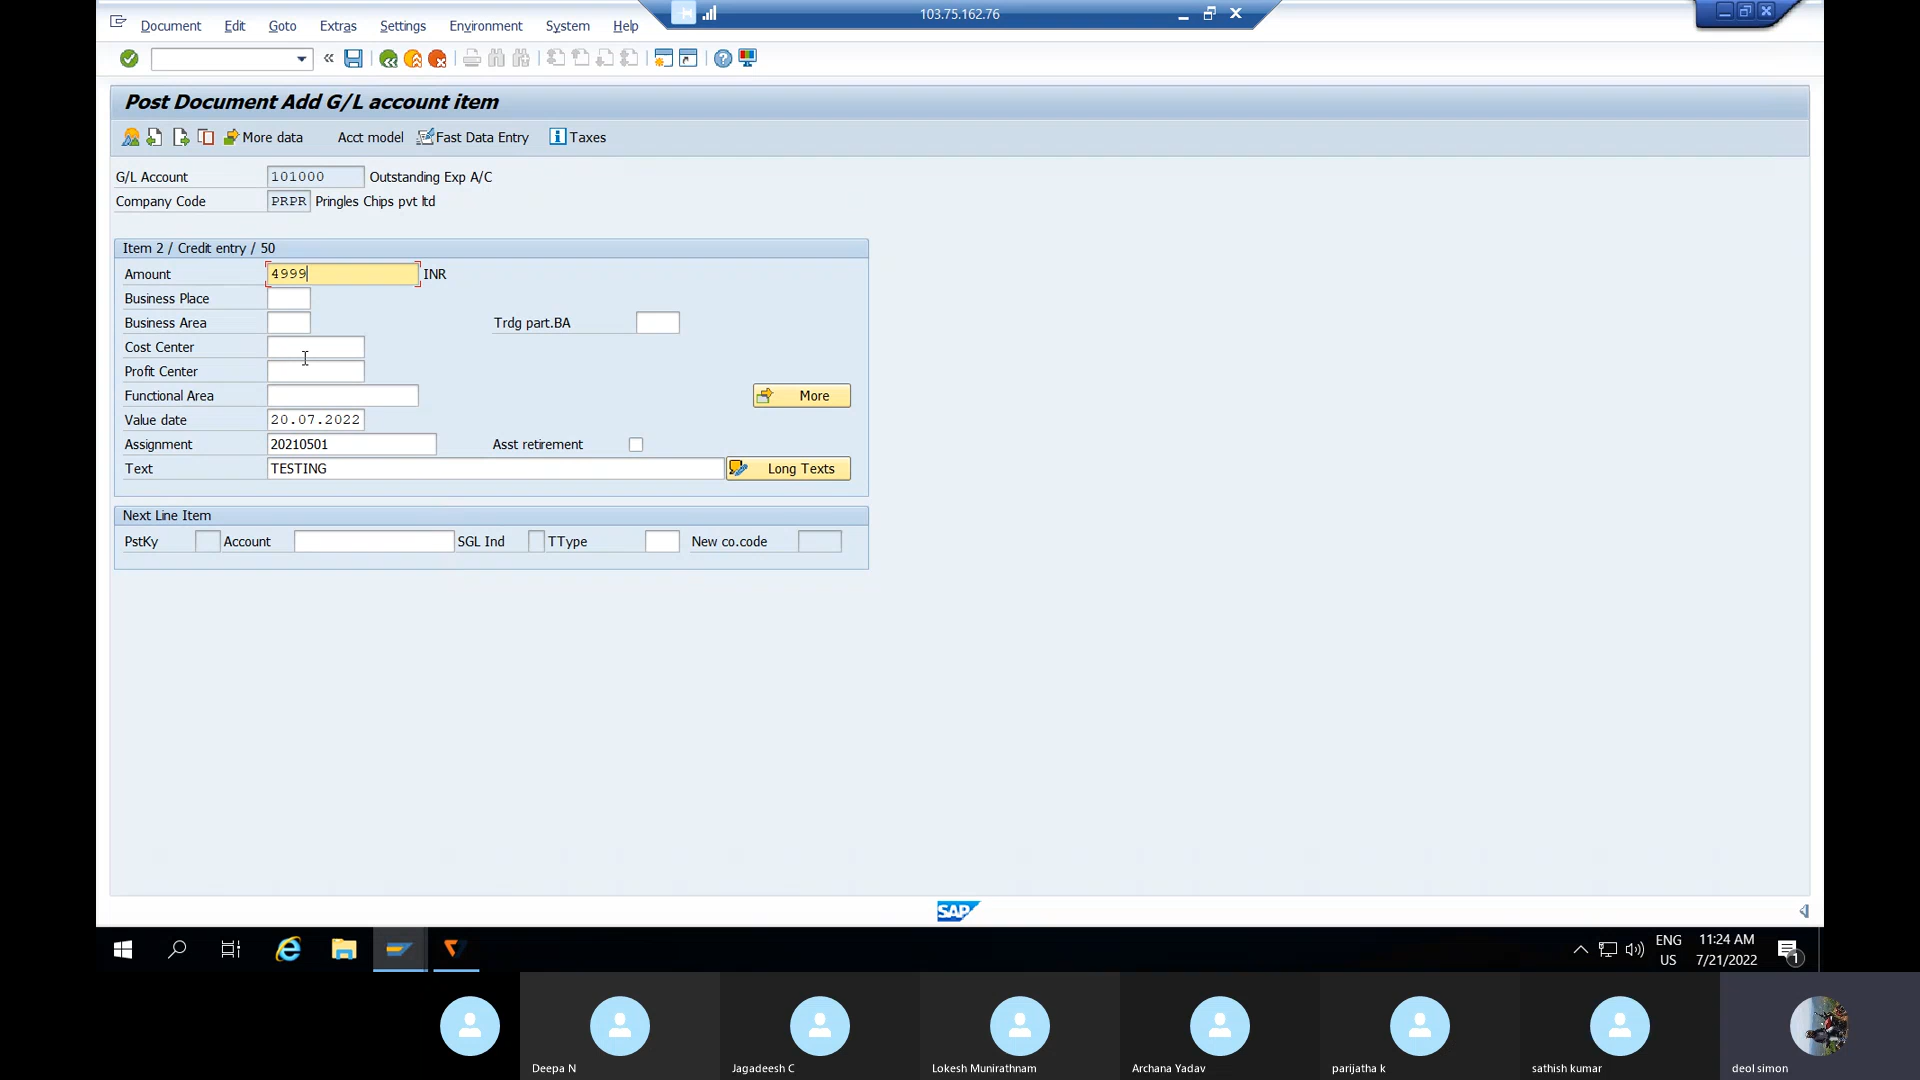 103.75.162.76
Document Edit Goto Extras Settings Environment System Help
Post Document Add G/L account item
More data Acct model Fast Data Entry Taxes
G/L Account 101000 Outstanding Exp A/C
Company Code PRPR Pringles Chips pvt ltd
Item 2 / Credit entry / 50
Amount 4999 INR
Business Place
Business Area Trdg part.BA
Cost Center
Profit Center
Functional Area More
Value date 20.07.2022
Assignment 20210501 Asst retirement
Text TESTING Long Texts
Next Line Item
PstKy Account SGL Ind TType New co.code
SAP
ENG 11:24 AM
US 7/21/2022 1
Deepa N Jagadeesh C Lokesh Munirathnam Archana Yadav parijatha k sathish kumar deol simon